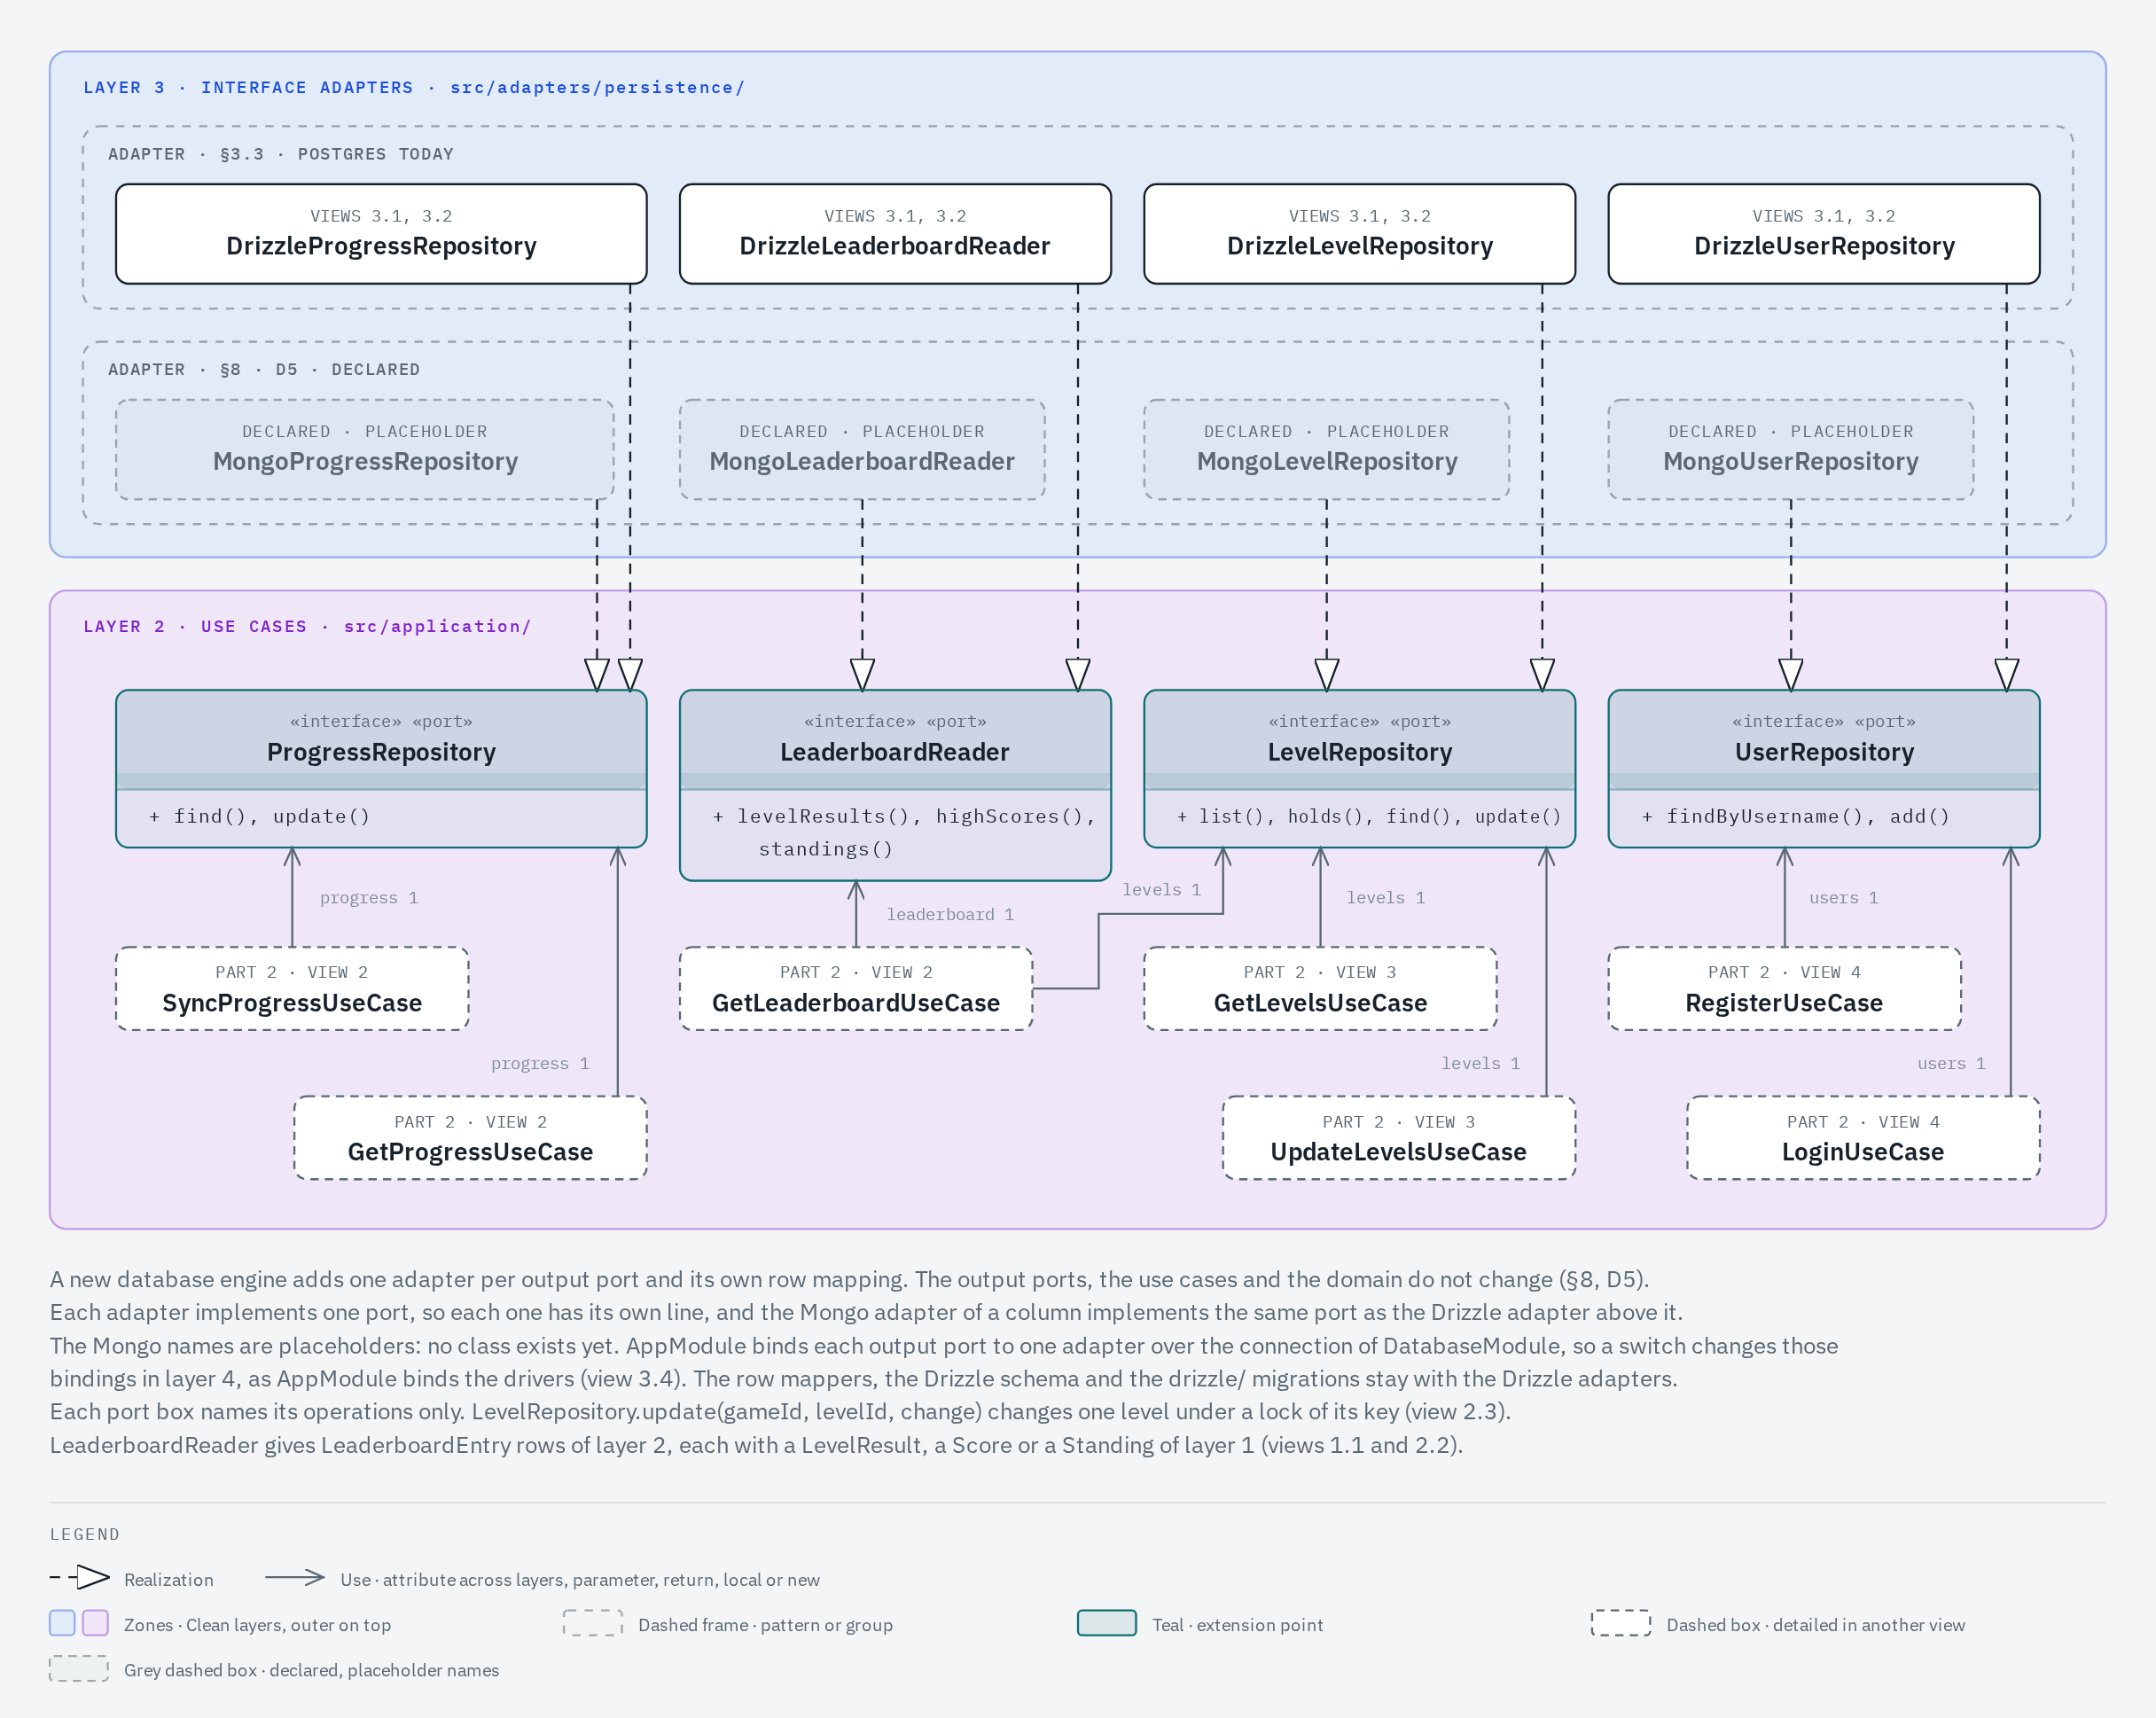 LAYER 3 · INTERFACE ADAPTERS · src/adapters/persistence/
ADAPTER · §3.3 · POSTGRES TODAY
VIEWS 3.1, 3.2
DrizzleProgressRepository
VIEWS 3.1, 3.2
DrizzleLeaderboardReader
VIEWS 3.1, 3.2
DrizzleLevelRepository
VIEWS 3.1, 3.2
DrizzleUserRepository
ADAPTER · §8 · D5 · DECLARED
DECLARED · PLACEHOLDER
MongoProgressRepository
DECLARED · PLACEHOLDER
MongoLeaderboardReader
DECLARED · PLACEHOLDER
MongoLevelRepository
DECLARED · PLACEHOLDER
MongoUserRepository
LAYER 2 · USE CASES · src/application/
«interface» «port»
ProgressRepository
+ find(), update()
«interface» «port»
LeaderboardReader
+ levelResults(), highScores(),
standings()
«interface» «port»
LevelRepository
+ list(), holds(), find(), update()
«interface» «port»
UserRepository
+ findByUsername(), add()
progress 1
leaderboard 1
levels 1
levels 1
users 1
PART 2 · VIEW 2
SyncProgressUseCase
PART 2 · VIEW 2
GetLeaderboardUseCase
PART 2 · VIEW 3
GetLevelsUseCase
PART 2 · VIEW 4
RegisterUseCase
progress 1
levels 1
users 1
PART 2 · VIEW 2
GetProgressUseCase
PART 2 · VIEW 3
UpdateLevelsUseCase
PART 2 · VIEW 4
LoginUseCase
A new database engine adds one adapter per output port and its own row mapping. The output ports, the use cases and the domain do not change (§8, D5).
Each adapter implements one port, so each one has its own line, and the Mongo adapter of a column implements the same port as the Drizzle adapter above it.
The Mongo names are placeholders: no class exists yet. AppModule binds each output port to one adapter over the connection of DatabaseModule, so a switch changes those
bindings in layer 4, as AppModule binds the drivers (view 3.4). The row mappers, the Drizzle schema and the drizzle/ migrations stay with the Drizzle adapters.
Each port box names its operations only. LevelRepository.update(gameId, levelId, change) changes one level under a lock of its key (view 2.3).
LeaderboardReader gives LeaderboardEntry rows of layer 2, each with a LevelResult, a Score or a Standing of layer 1 (views 1.1 and 2.2).
LEGEND
Realization
Use · attribute across layers, parameter, return, local or new
Zones · Clean layers, outer on top
Dashed frame · pattern or group
Teal · extension point
Dashed box · detailed in another view
Grey dashed box · declared, placeholder names